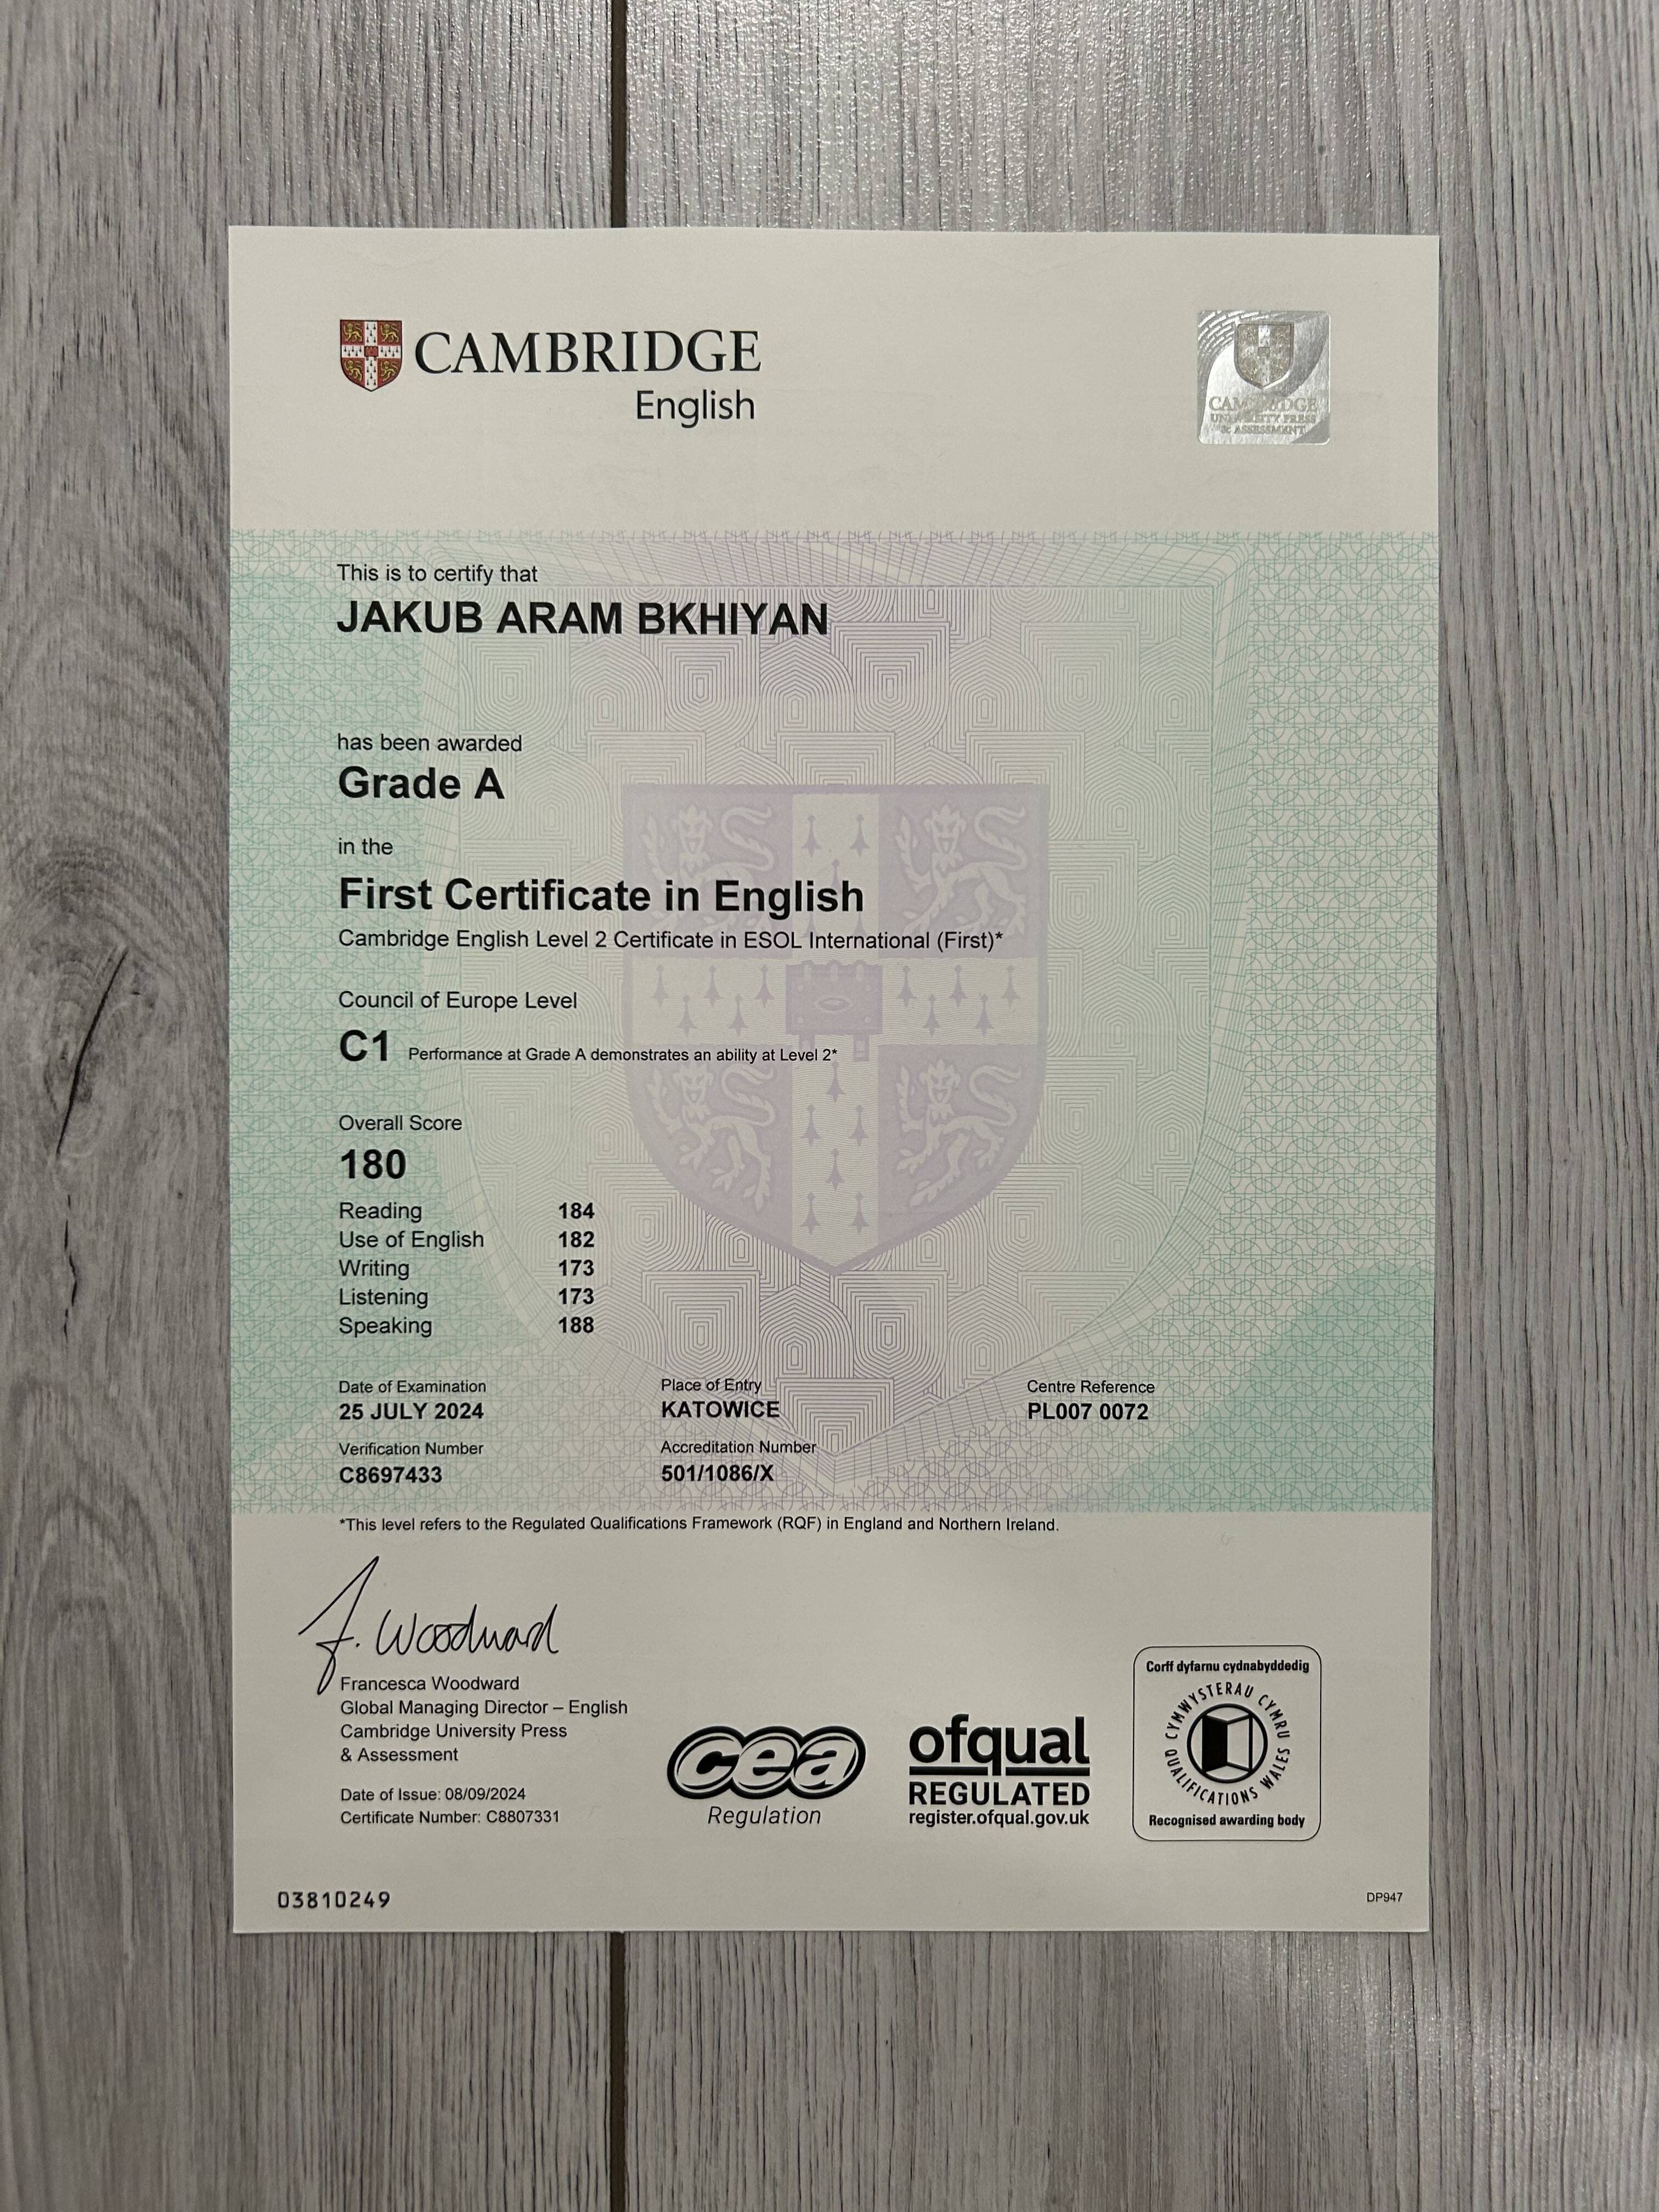 CAMBRIDGE
English
CAMBRIDGE
UNIVERSITY PRESS
& ASSESSMENT
This is to certify that
JAKUB ARAM BKHIYAN
has been awarded
Grade A
in the
First Certificate in English
Cambridge English Level 2 Certificate in ESOL International (First)*
Council of Europe Level
C1 Performance at Grade A demonstrates an ability at Level 2*
Overall Score
180
Reading 184
Use of English 182
Writing 173
Listening 173
Speaking 188
Date of Examination Place of Entry Centre Reference
25 JULY 2024 KATOWICE PL007 0072
Verification Number Accreditation Number
C8697433 501/1086/X
*This level refers to the Regulated Qualifications Framework (RQF) in England and Northern Ireland.
F. Woodward
Francesca Woodward
Global Managing Director – English
Cambridge University Press
& Assessment
Date of Issue: 08/09/2024
Certificate Number: C8807331
cea
Regulation
ofqual
REGULATED
register.ofqual.gov.uk
Corff dyfarnu cydnabyddedig
CYMWYSTERAU CYMRU
QUALIFICATIONS WALES
Recognised awarding body
03810249
DP947